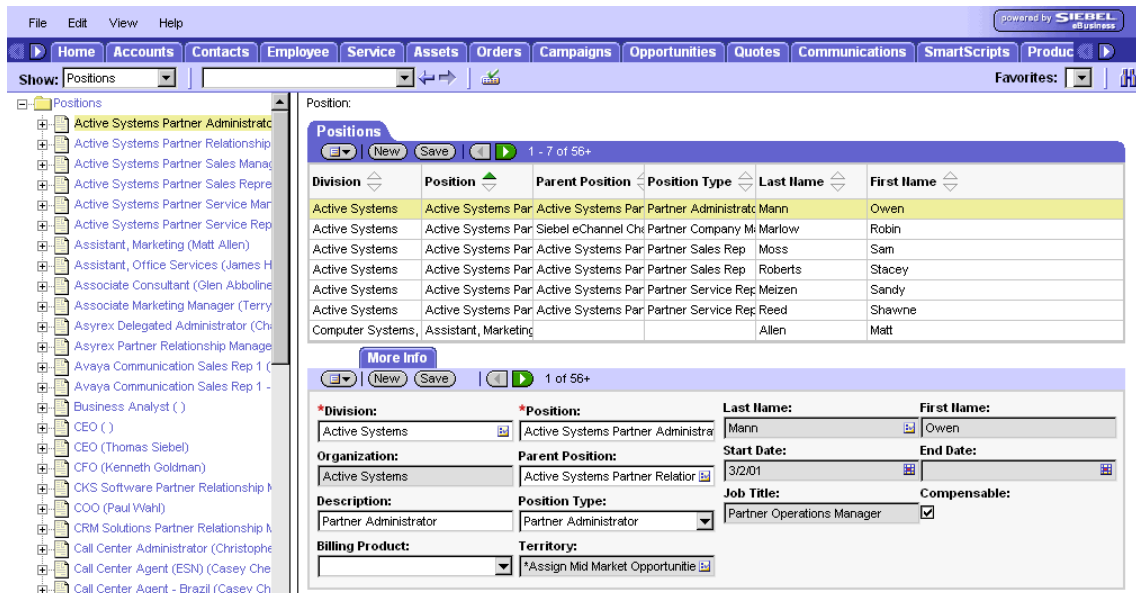 File Edit View Help
powered by SIEBEL eBusiness
Home Accounts Contacts Employee Service Assets Orders Campaigns Opportunities Quotes Communications SmartScripts Produc
Show: Positions Favorites:
Positions
Active Systems Partner Administratc
Active Systems Partner Relationship
Active Systems Partner Sales Manag
Active Systems Partner Sales Repre
Active Systems Partner Service Man
Active Systems Partner Service Rep
Assistant, Marketing (Matt Allen)
Assistant, Office Services (James H
Associate Consultant (Glen Abboline
Associate Marketing Manager (Terry
Asyrex Delegated Administrator (Cha
Asyrex Partner Relationship Manage
Avaya Communication Sales Rep 1 (
Avaya Communication Sales Rep 1 -
Business Analyst ( )
CEO ( )
CEO (Thomas Siebel)
CFO (Kenneth Goldman)
CKS Software Partner Relationship M
COO (Paul Wahl)
CRM Solutions Partner Relationship M
Call Center Administrator (Christophe
Call Center Agent (ESN) (Casey Che
Call Center Agent - Brazil (Casey Ch
Position:
Positions
New Save 1 - 7 of 56+
Division Position Parent Position Position Type Last Name First Name
Active Systems Active Systems Par Active Systems Par Partner Administratc Mann Owen
Active Systems Active Systems Par Siebel eChannel Cha Partner Company Ma Marlow Robin
Active Systems Active Systems Par Active Systems Par Partner Sales Rep Moss Sam
Active Systems Active Systems Par Active Systems Par Partner Sales Rep Roberts Stacey
Active Systems Active Systems Par Active Systems Par Partner Service Rep Meizen Sandy
Active Systems Active Systems Par Active Systems Par Partner Service Rep Reed Shawne
Computer Systems, Assistant, Marketing Allen Matt
More Info
New Save 1 of 56+
*Division: *Position: Last Name: First Name:
Active Systems Active Systems Partner Administra Mann Owen
Organization: Parent Position: Start Date: End Date:
Active Systems Active Systems Partner Relation 3/2/01
Description: Position Type: Job Title: Compensable:
Partner Administrator Partner Administrator Partner Operations Manager
Billing Product: Territory:
*Assign Mid Market Opportunitie